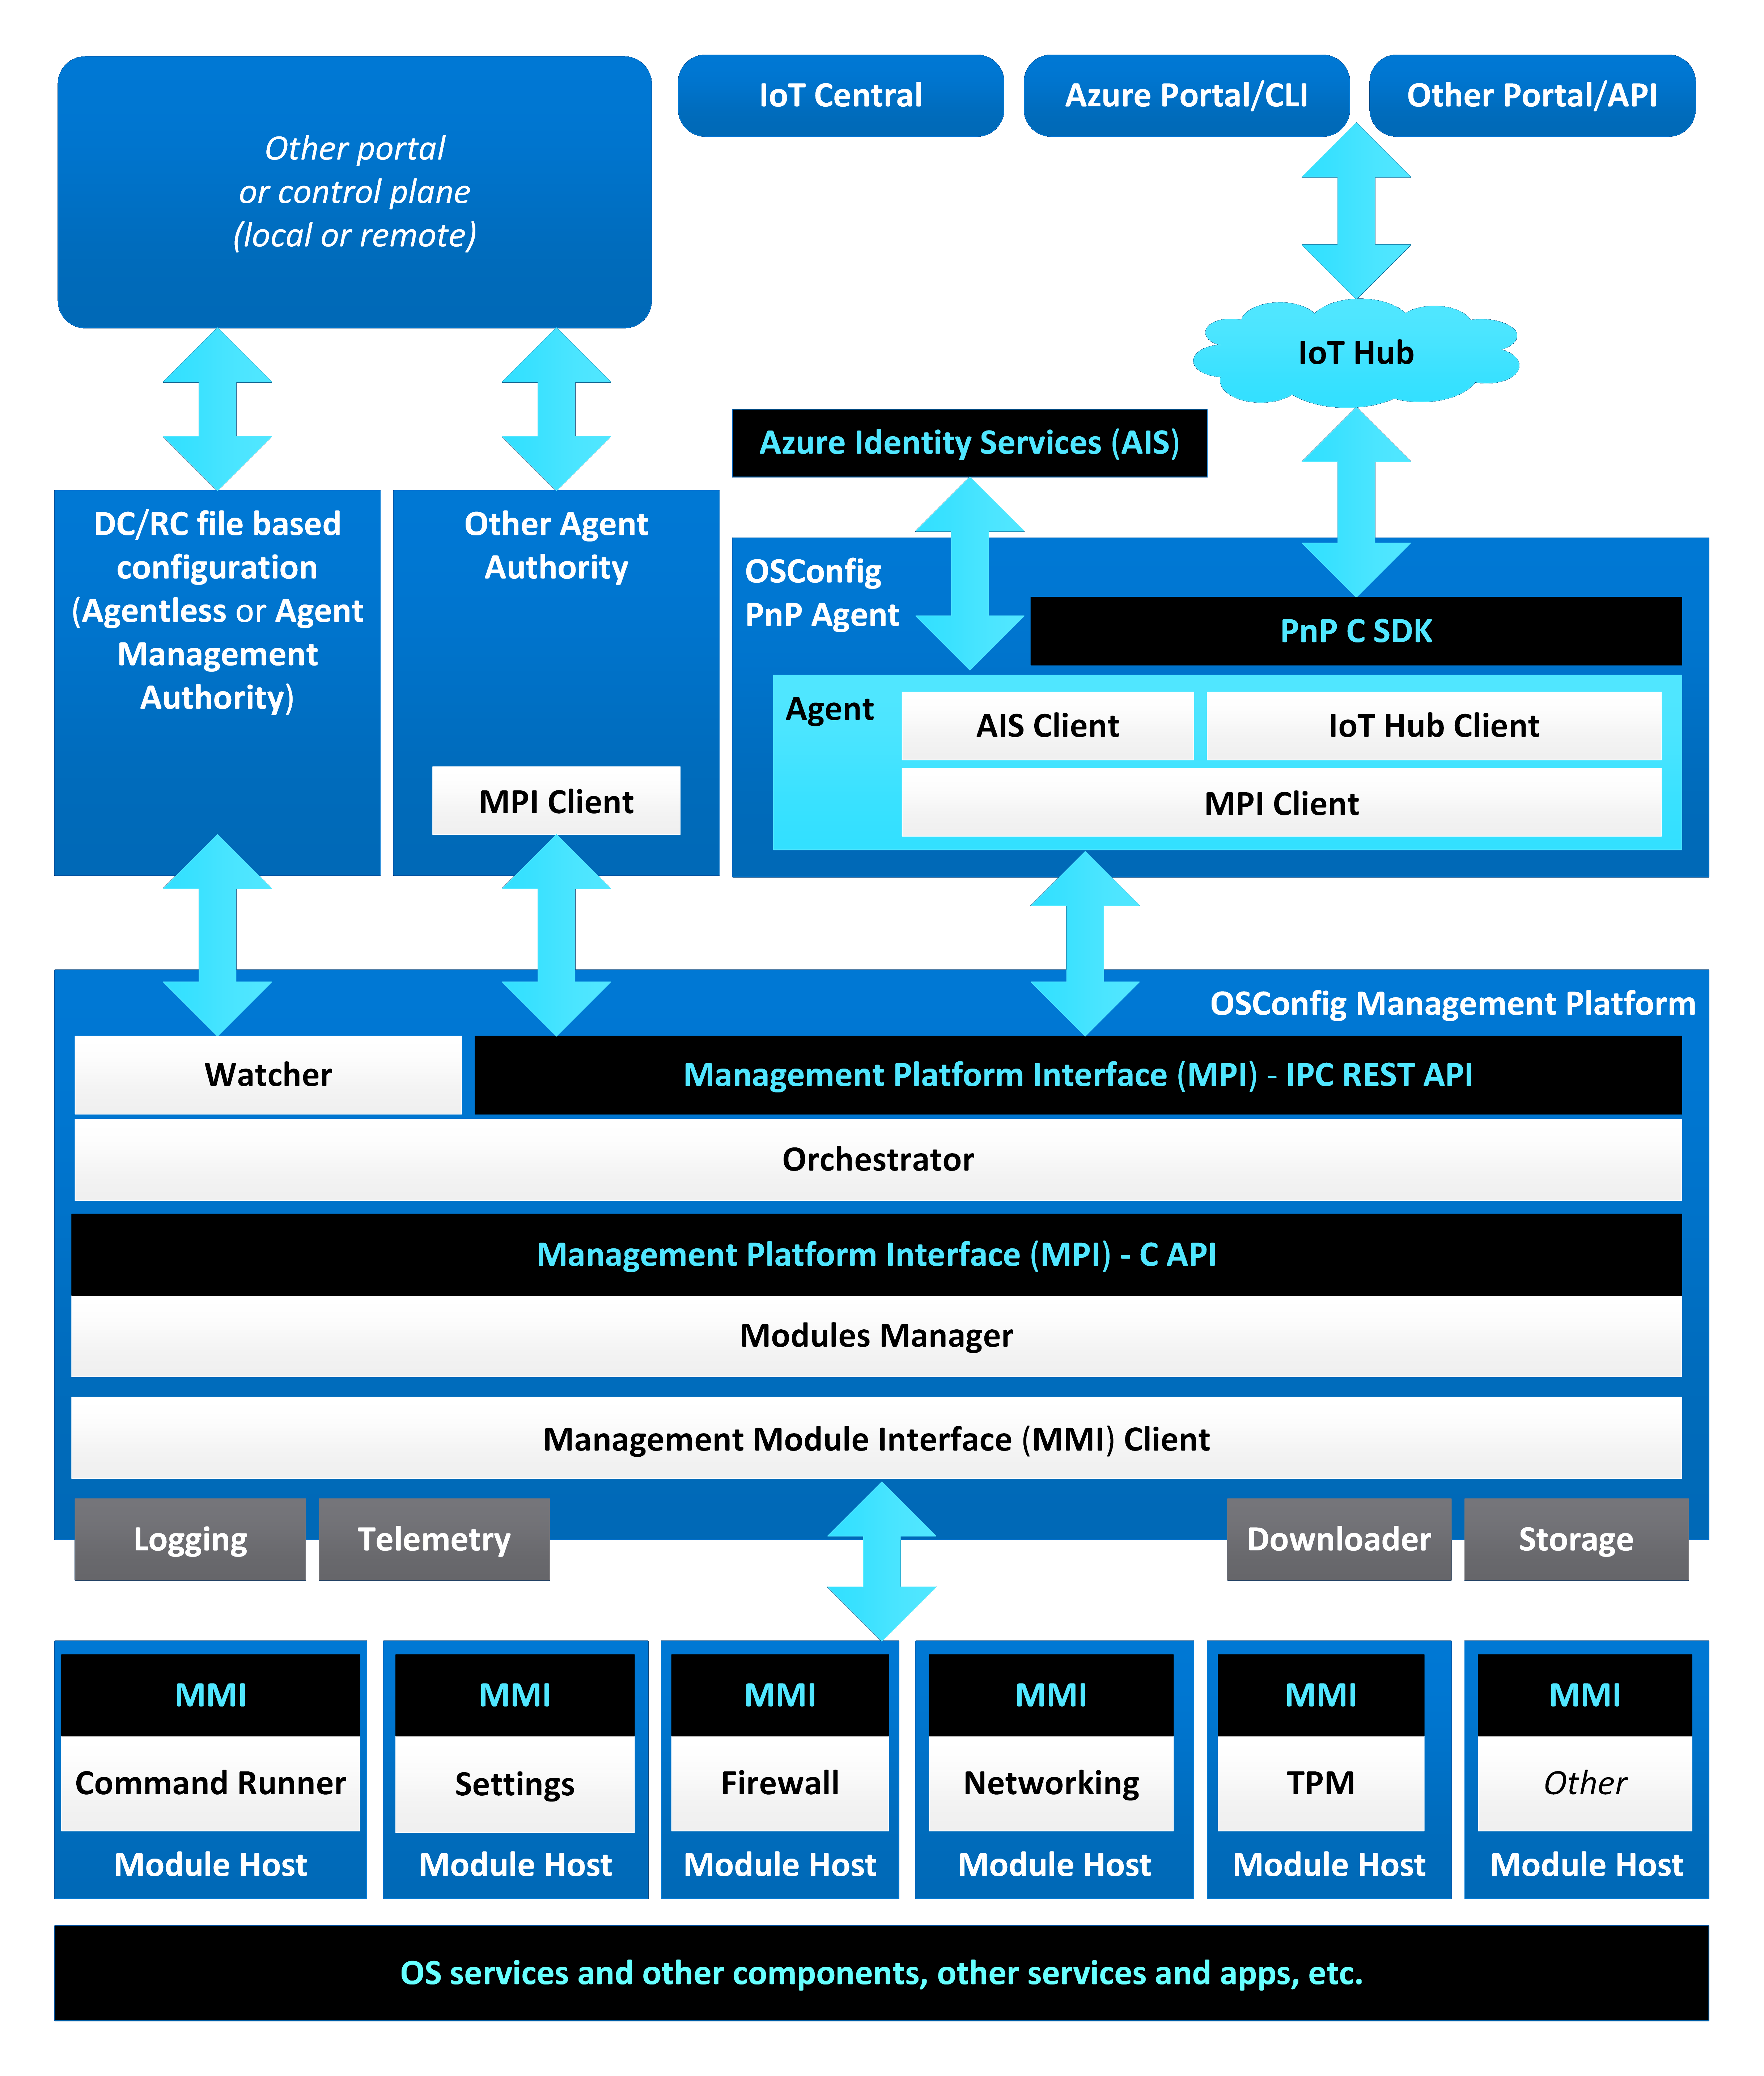 Other portal
or control plane
(local or remote)
IoT Central
Azure Portal/CLI
Other Portal/API
IoT Hub
Azure Identity Services (AIS)
DC/RC file based
configuration
(Agentless or Agent
Management
Authority)
Other Agent
Authority
MPI Client
OSConfig
PnP Agent
PnP C SDK
Agent
AIS Client
IoT Hub Client
MPI Client
OSConfig Management Platform
Watcher
Management Platform Interface (MPI) - IPC REST API
Orchestrator
Management Platform Interface (MPI) - C API
Modules Manager
Management Module Interface (MMI) Client
Logging
Telemetry
Downloader
Storage
MMI
Command Runner
Module Host
MMI
Settings
Module Host
MMI
Firewall
Module Host
MMI
Networking
Module Host
MMI
TPM
Module Host
MMI
Other
Module Host
OS services and other components, other services and apps, etc.